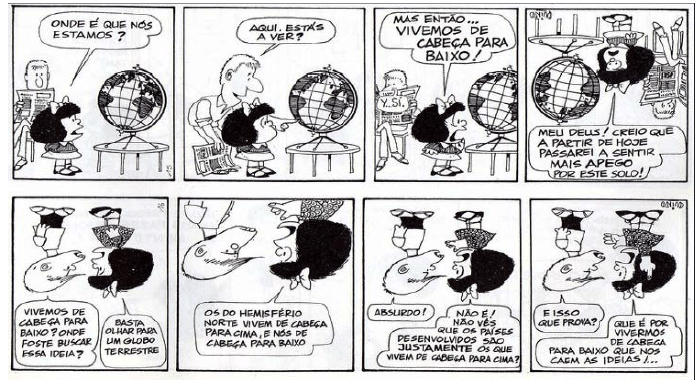 ONDE É QUE NÓS
ESTAMOS?
AQUI. ESTÁS
A VER?
MAS ENTÃO...
VIVEMOS DE
CABEÇA PARA
BAIXO!
Y..SÍ.
MEU DEUS! CREIO QUE
A PARTIR DE HOJE
PASSAREI A SENTIR
MAIS APEGO
POR ESTE SOLO!
VIVEMOS DE
CABEÇA PARA
BAIXO? ONDE
FOSTE BUSCAR
ESSA IDEIA?
BASTA
OLHAR PARA
UM GLOBO
TERRESTRE
OS DO HEMISFÉRIO
NORTE VIVEM DE CABEÇA
PARA CIMA, E NÓS DE
CABEÇA PARA BAIXO
ABSURDO!
NÃO É!
NÃO VÊS
QUE OS PAÍSES
DESENVOLVIDOS SÃO
JUSTAMENTE OS QUE
VIVEM DE CABEÇA PARA CIMA?
E ISSO
QUE PROVA?
QUE É POR
VIVERMOS
DE CABEÇA
PARA BAIXO QUE NOS
CAEM AS IDEIAS!...